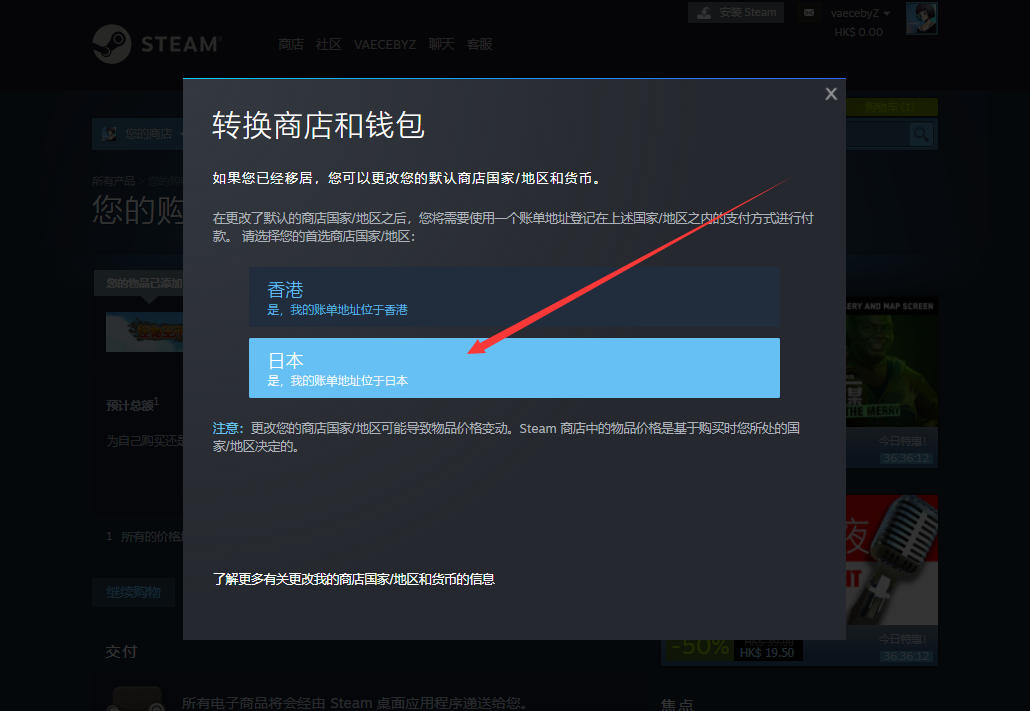 安装 Steam
vaecebyZ
HK$ 0.00
STEAM
商店 社区 VAECEBYZ 聊天 客服
购物车 (1)
您的商店
转换商店和钱包
X
所有产品 > 您的购
您的购
如果您已经移居，您可以更改您的默认商店国家/地区和货币。
在更改了默认的商店国家/地区之后，您将需要使用一个账单地址登记在上述国家/地区之内的支付方式进行付
款。 请选择您的首选商店国家/地区：
您的物品已添加
香港
是，我的账单地址位于香港
ERY AND MAP SCREEN
日本
是，我的账单地址位于日本
预计总额1
THE MERRY
注意：更改您的商店国家/地区可能导致物品价格变动。Steam 商店中的物品价格是基于购买时您所处的国
家/地区决定的。
为自己购买还是
今日特惠!
36:36:12
1 所有的价格
夜
IT
了解更多有关更改我的商店国家/地区和货币的信息
继续购物
-50%
HK$ 39.00
HK$ 19.50
今日特惠!
36:36:12
交付
所有电子商品将会经由 Steam 桌面应用程序递送给您。
焦点